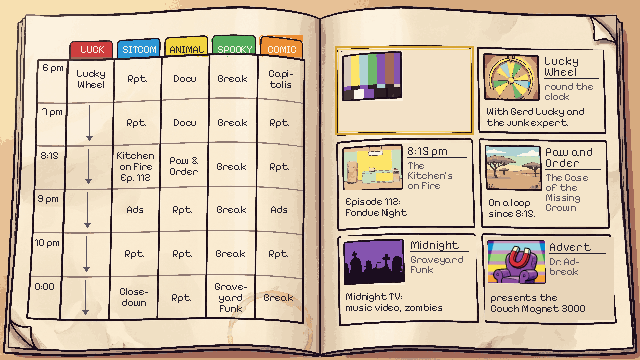 LUCK SITCOM ANIMAL SPOOKY COMIC
6 pm Lucky Wheel Rpt. Docu Break Capi-tolis
7 pm Rpt. Docu Break Rpt.
8:15 Kitchen on Fire Ep. 112 Paw & Order Break Rpt.
9 pm Ads Rpt. Break Ads
10 pm Rpt. Rpt. Break Rpt.
0:00 Close-down Rpt. Grave-yard Funk Break
Lucky
Wheel
round the
clock
With Gerd Lucky and
the Junkexpert.
8:15 pm
The
Kitchen's
on Fire
Episode 112:
Fondue Night
Paw and
Order
The Case
of the
Missing
Crown
On a loop
since 8:15.
Midnight
Graveyard
Funk
Midnight TV:
music video, zombies
Advert
Dr. Ad-
break
presents the
Couch Magnet 3000